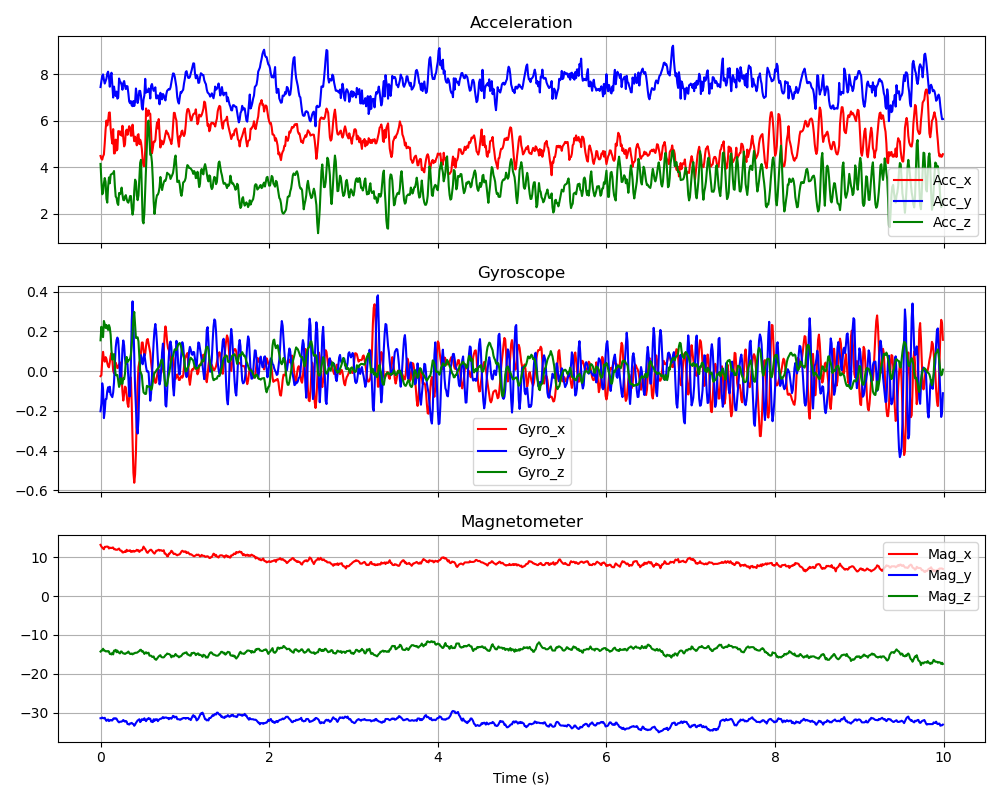 Acceleration
8
6
4
2
Acc_x
Acc_y
Acc_z
Gyroscope
0.4
0.2
0.0
−0.2
−0.4
−0.6
Gyro_x
Gyro_y
Gyro_z
Magnetometer
10
0
−10
−20
−30
Mag_x
Mag_y
Mag_z
0 2 4 6 8 10
Time (s)